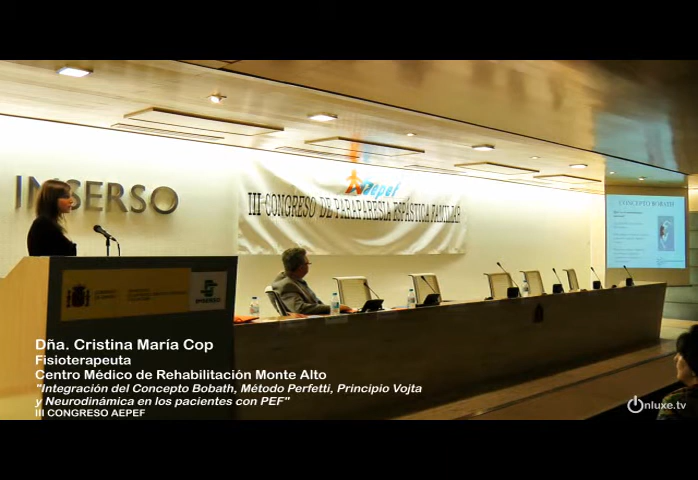 IMSERSO
aepef
III CONGRESO DE PARAPARESIA ESPÁSTICA FAMILIAR
CONCEPTO BOBATH
IMSERSO
Dña. Cristina María Cop
Fisioterapeuta
Centro Médico de Rehabilitación Monte Alto
"Integración del Concepto Bobath, Método Perfetti, Principio Vojta
y Neurodinámica en los pacientes con PEF"
III CONGRESO AEPEF
Onluxe.tv